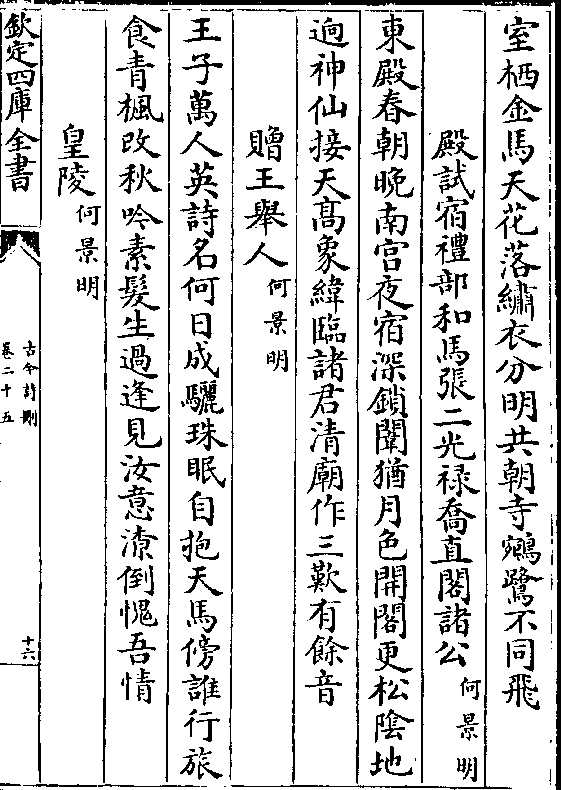 室栖金馬天花落繡衣分明共朝寺鵷鷺不同飛
殿試宿禮部和馬張二光禄喬直閣諸公何景明
東殿春朝晚南宫夜宿深鎖闈猶月色開閣更松陰地
逈神仙接天髙象緯臨諸君清廟作三歎有餘音
贈王舉人何景明
王子萬人英詩名何日成驪珠眠自抱天馬傍誰行旅
食青楓改秋吟素髮生過逢見汝意潦倒愧吾情
皇陵何景明
欽定四庫全書
古今詩刪
卷二十五
十六